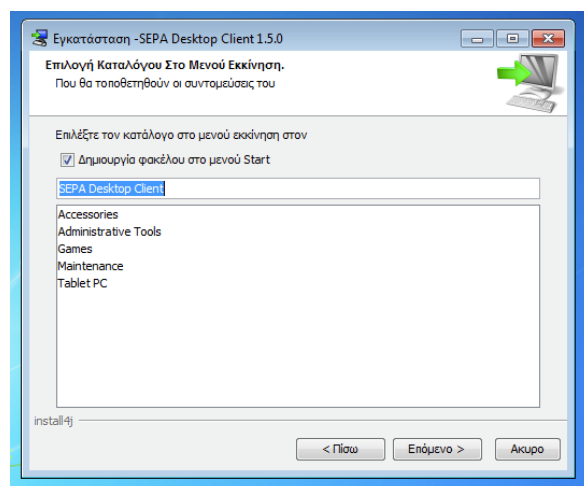 Εγκατάσταση -SEPA Desktop Client 1.5.0
Επιλογή Καταλόγου Στο Μενού Εκκίνηση.
Που θα τοποθετηθούν οι συντομεύσεις του
Επιλέξτε τον κατάλογο στο μενού εκκίνηση στον
Δημιουργία φακέλου στο μενού Start
SEPA Desktop Client
Accessories
Administrative Tools
Games
Maintenance
Tablet PC
install4j
< Πίσω
Επόμενο >
Ακυρο